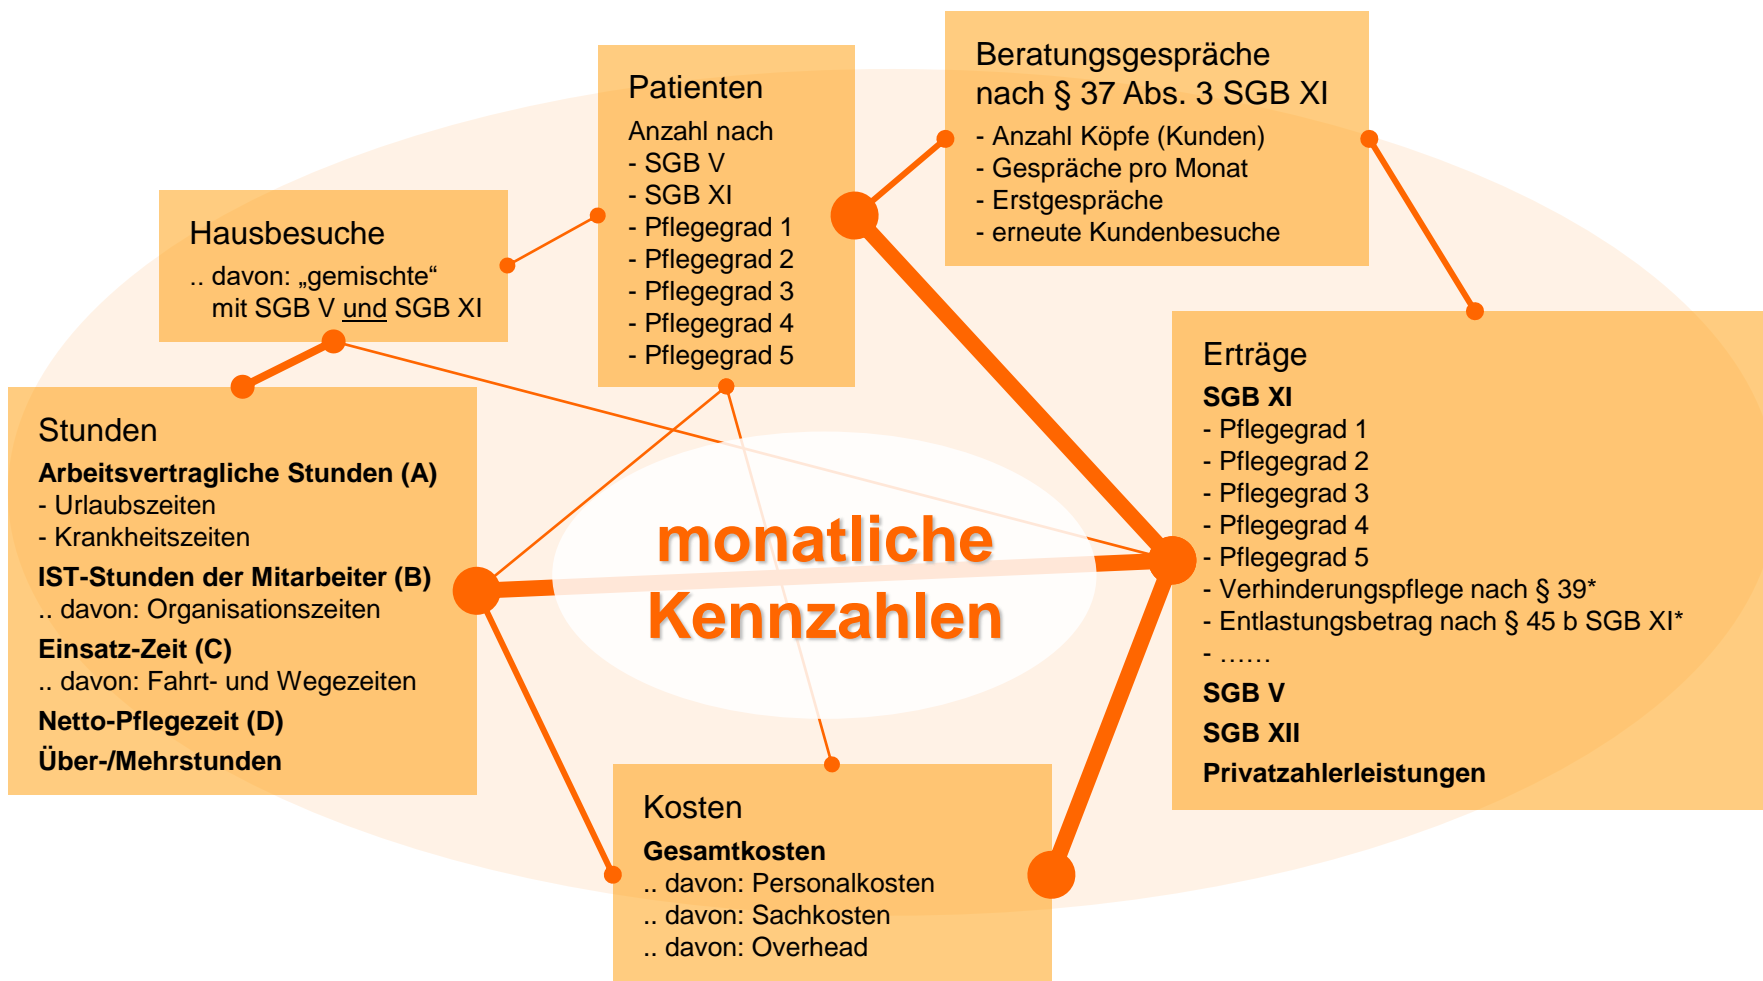 Beratungsgespräche
nach § 37 Abs. 3 SGB XI
- Anzahl Köpfe (Kunden)
- Gespräche pro Monat
- Erstgespräche
- erneute Kundenbesuche
Patienten
Anzahl nach
- SGB V
- SGB XI
- Pflegegrad 1
- Pflegegrad 2
- Pflegegrad 3
- Pflegegrad 4
- Pflegegrad 5
Hausbesuche
.. davon: „gemischte“
mit SGB V und SGB XI
Stunden
Arbeitsvertragliche Stunden (A)
- Urlaubszeiten
- Krankheitszeiten
IST-Stunden der Mitarbeiter (B)
.. davon: Organisationszeiten
Einsatz-Zeit (C)
.. davon: Fahrt- und Wegezeiten
Netto-Pflegezeit (D)
Über-/Mehrstunden
monatliche
Kennzahlen
Erträge
SGB XI
- Pflegegrad 1
- Pflegegrad 2
- Pflegegrad 3
- Pflegegrad 4
- Pflegegrad 5
- Verhinderungspflege nach § 39*
- Entlastungsbetrag nach § 45 b SGB XI*
- ……
SGB V
SGB XII
Privatzahlerleistungen
Kosten
Gesamtkosten
.. davon: Personalkosten
.. davon: Sachkosten
.. davon: Overhead